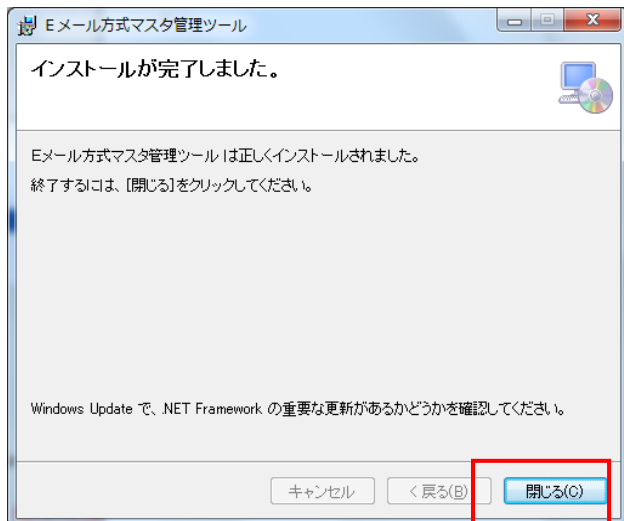 Eメール方式マスタ管理ツール
インストールが完了しました。
Eメール方式マスタ管理ツール は正しくインストールされました。
終了するには、[閉じる]をクリックしてください。
Windows Update で、.NET Framework の重要な更新があるかどうかを確認してください。
キャンセル
< 戻る(B)
閉じる(C)